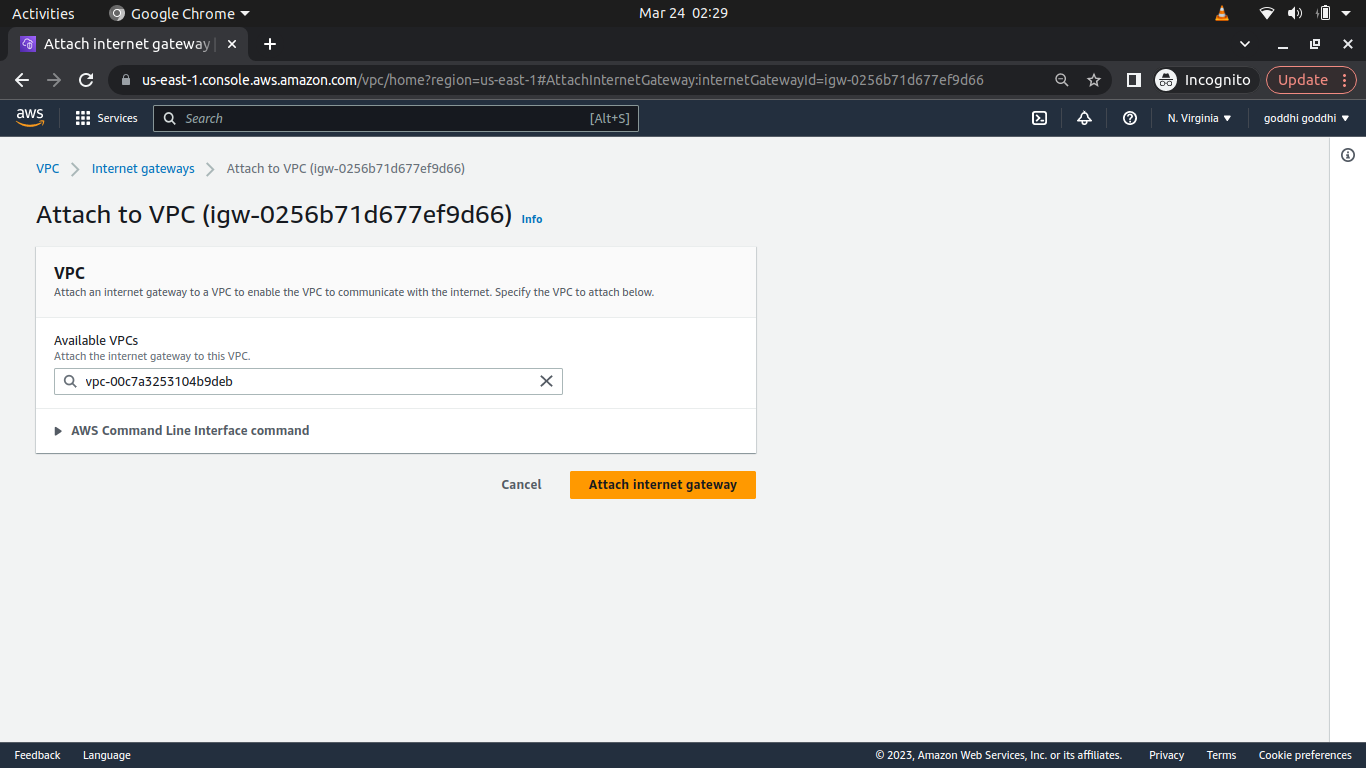 Activities Google Chrome Mar 24 02:29
Attach internet gateway
us-east-1.console.aws.amazon.com/vpc/home?region=us-east-1#AttachInternetGateway:internetGatewayId=igw-0256b71d677ef9d66 Incognito Update
aws Services Search [Alt+S] N. Virginia goddhi goddhi
VPC Internet gateways Attach to VPC (igw-0256b71d677ef9d66)
Attach to VPC (igw-0256b71d677ef9d66) Info
VPC
Attach an internet gateway to a VPC to enable the VPC to communicate with the internet. Specify the VPC to attach below.
Available VPCs
Attach the internet gateway to this VPC.
vpc-00c7a3253104b9deb
AWS Command Line Interface command
Cancel Attach internet gateway
Feedback Language © 2023, Amazon Web Services, Inc. or its affiliates. Privacy Terms Cookie preferences